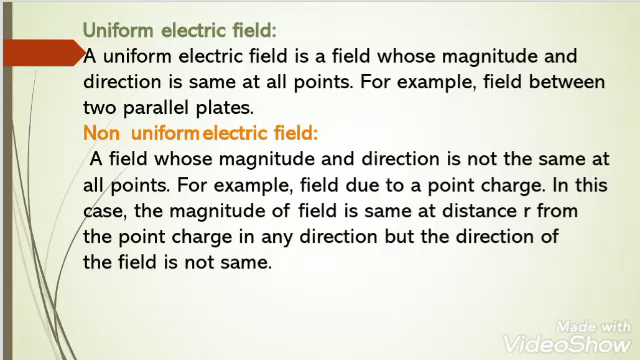 Uniform electric field:
A uniform electric field is a field whose magnitude and
direction is same at all points. For example, field between
two parallel plates.
Non uniform electric field:
A field whose magnitude and direction is not the same at
all points. For example, field due to a point charge. In this
case, the magnitude of field is same at distance r from
the point charge in any direction but the direction of
the field is not same.
Made with
VideoShow